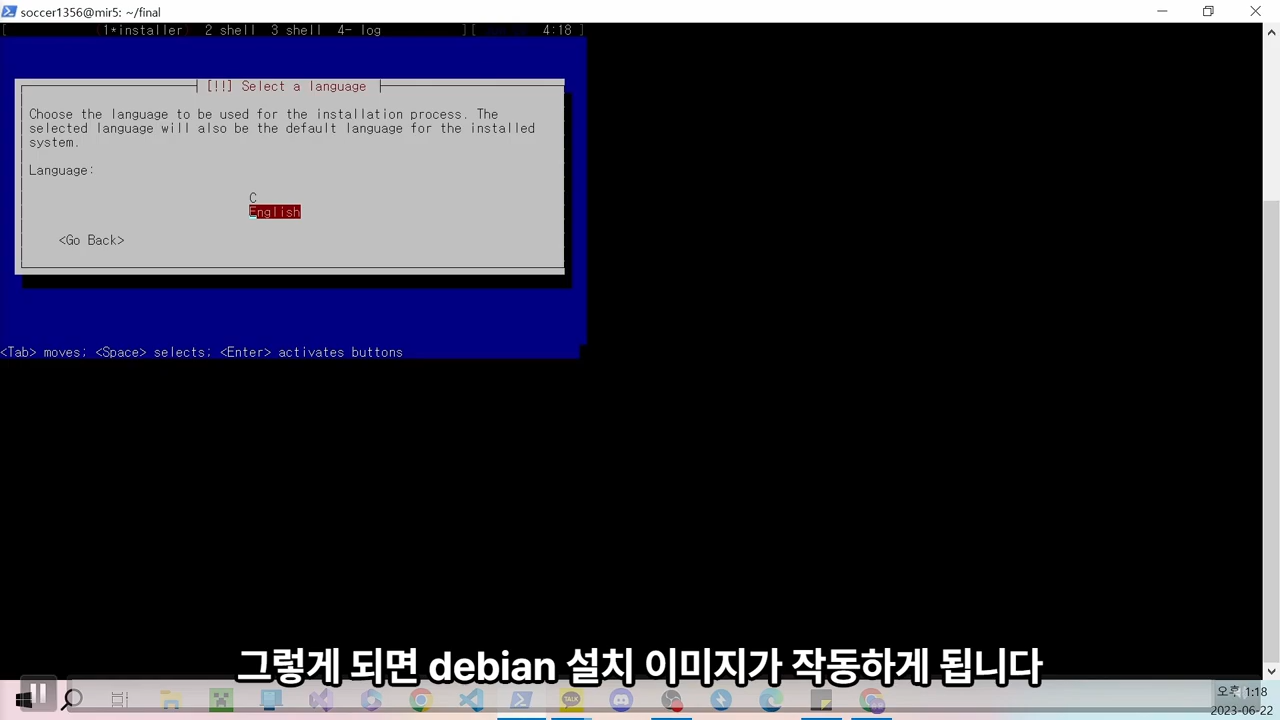 soccer1356@mir5: ~/final
[ (1*installer) 2 shell 3 shell 4- log ][ 4:18 ]
[!!] Select a language
Choose the language to be used for the installation process. The
selected language will also be the default language for the installed
system.
Language:
C
English
<Go Back>
<Tab> moves; <Space> selects; <Enter> activates buttons
그렇게 되면 debian 설치 이미지가 작동하게 됩니다
TALK
오후 1:18
2023-06-22